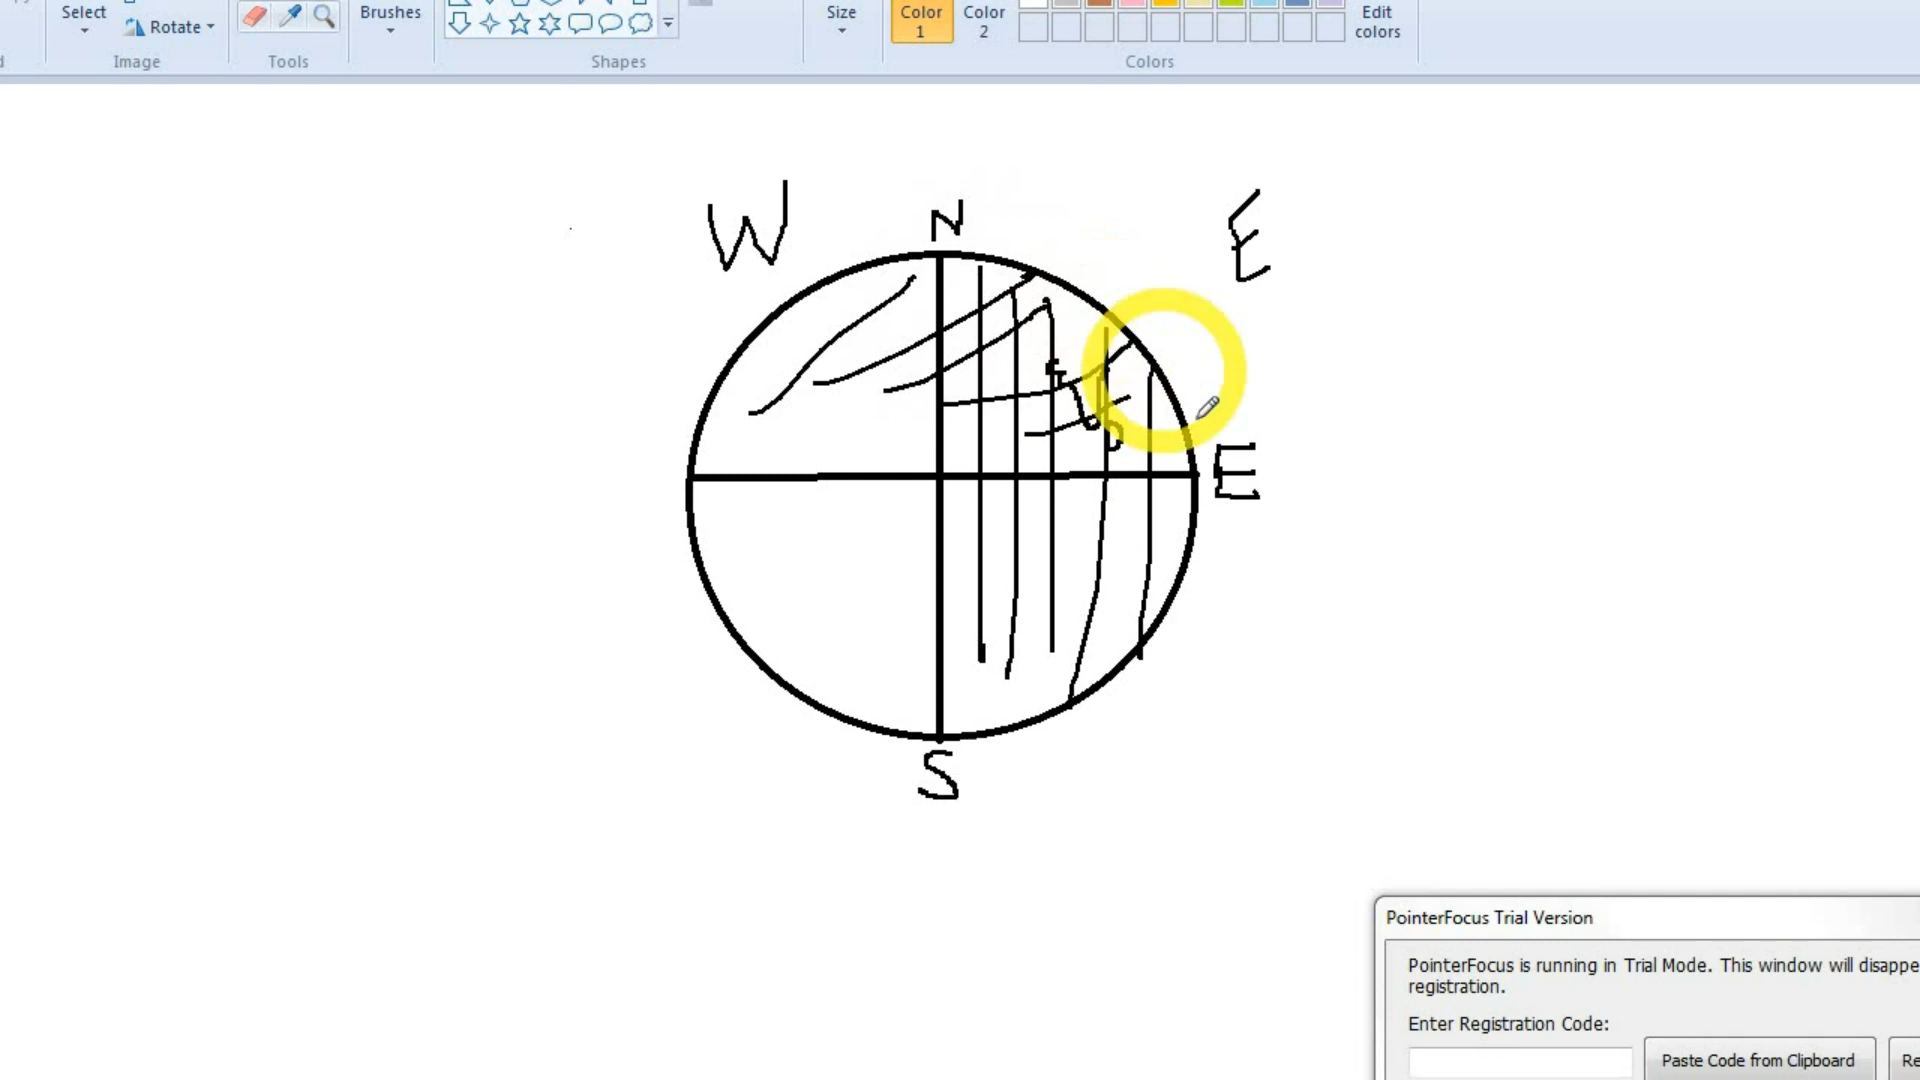 Select
Rotate
Image
Tools
Brushes
Shapes
Size
Color 1
Color 2
Edit colors
Colors
W
N
E
E
S
PointerFocus Trial Version
PointerFocus is running in Trial Mode. This window will disappe
registration.
Enter Registration Code:
Paste Code from Clipboard
Re